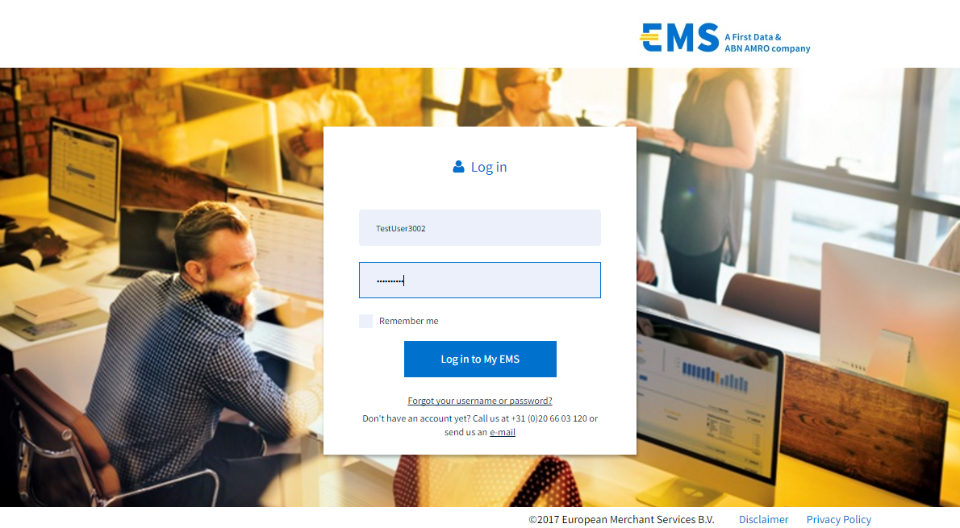 EMS
A First Data &
ABN AMRO company
Log in
TestUser3002
••••••••••
Remember me
Log in to My EMS
Forgot your username or password?
Don't have an account yet? Call us at +31 (0)20 66 03 120 or
send us an e-mail
©2017 European Merchant Services B.V. Disclaimer Privacy Policy